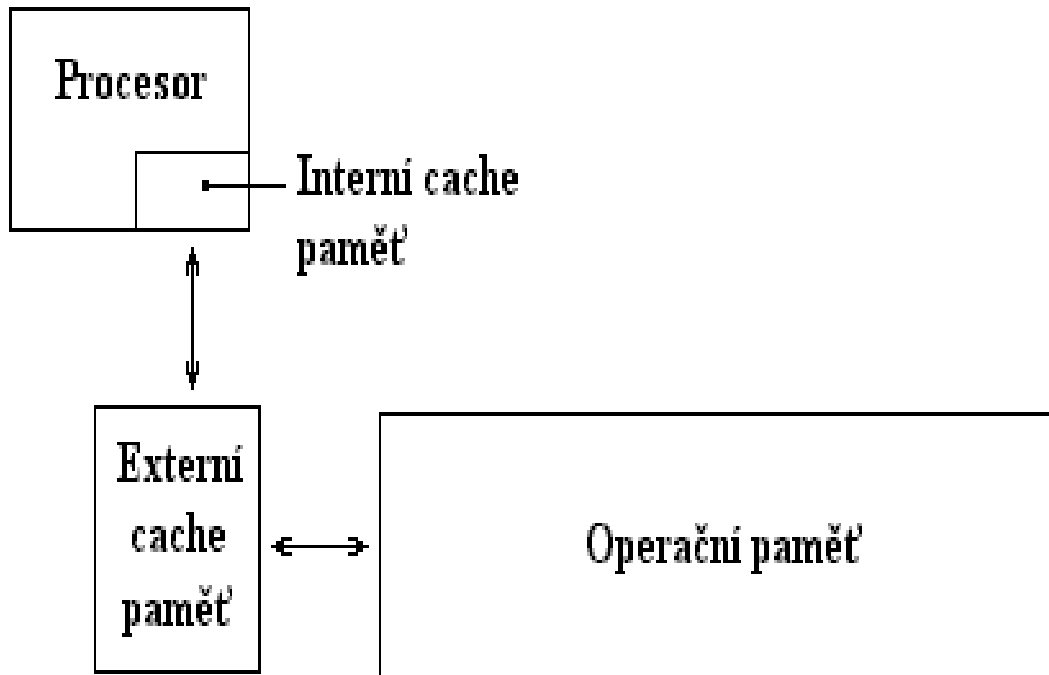 Procesor
Interní cache
paměť
Externí
cache
paměť
Operační paměť